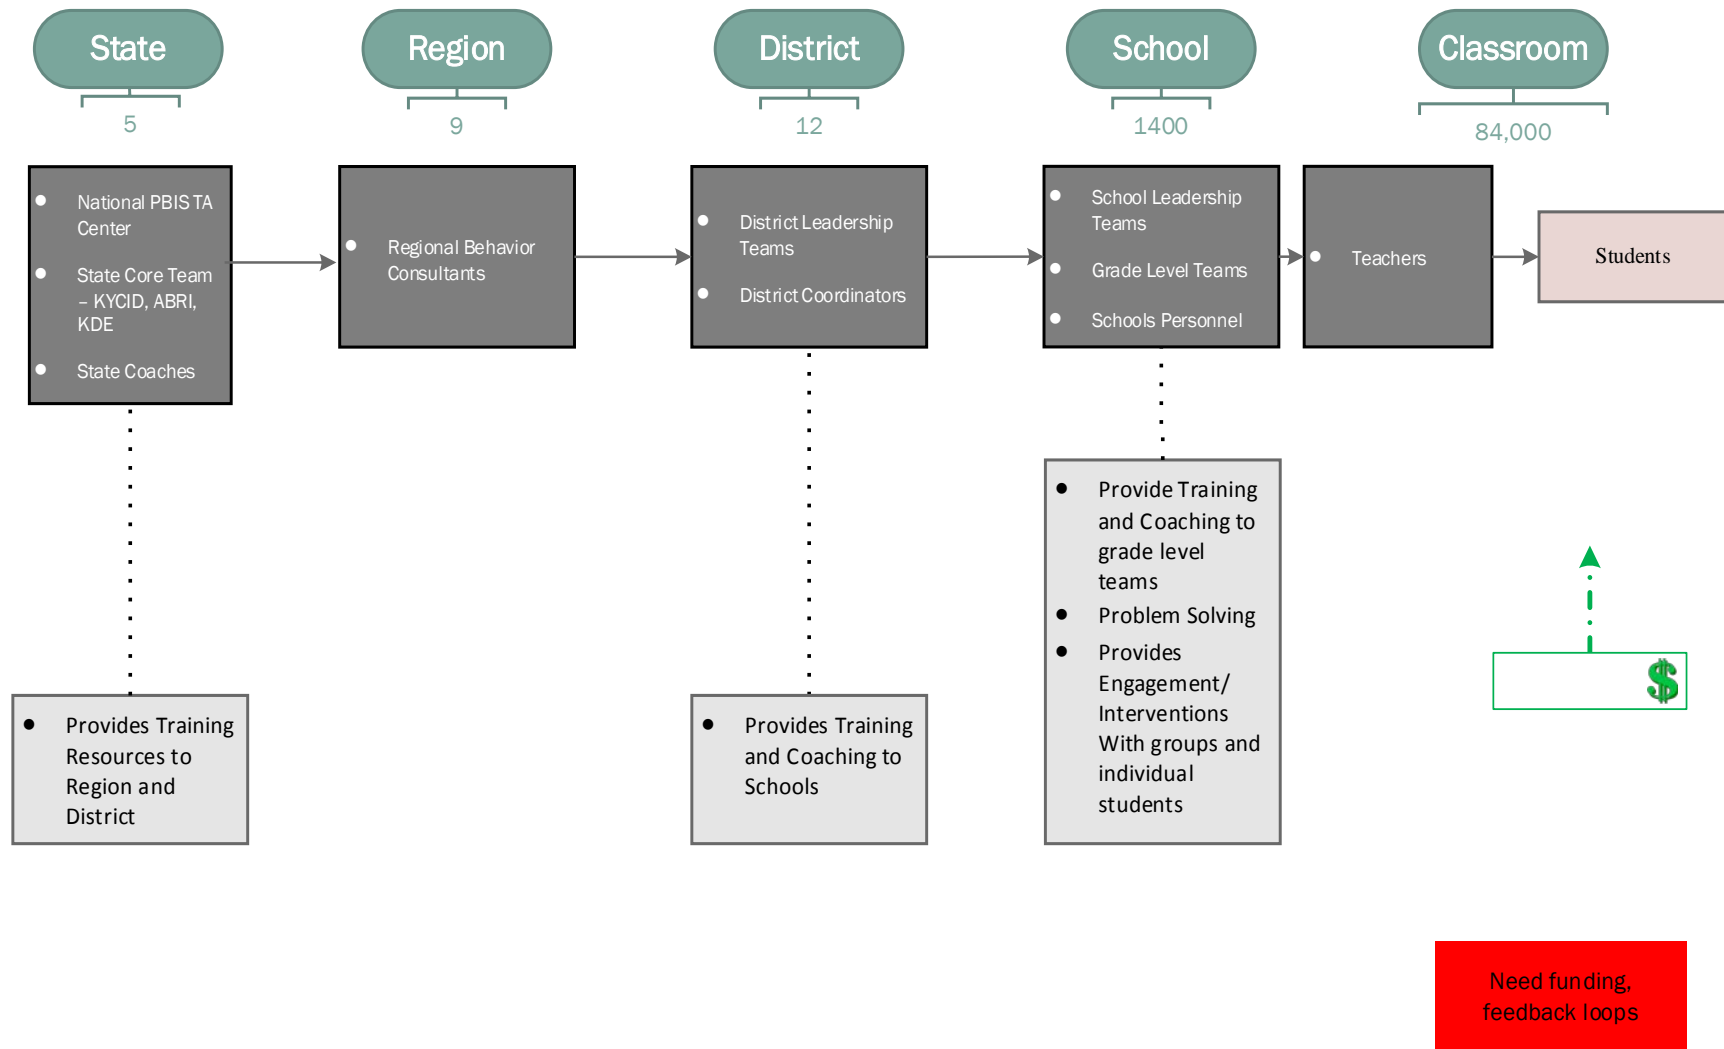 State
Region
District
School
Classroom
5
9
12
1400
84,000
National PBIS TA
Center
State Core Team
– KYCID, ABRI,
KDE
State Coaches
Regional Behavior
Consultants
District Leadership
Teams
District Coordinators
School Leadership
Teams
Grade Level Teams
Schools Personnel
Teachers
Students
Provides Training
Resources to
Region and
District
Provides Training
and Coaching to
Schools
Provide Training
and Coaching to
grade level
teams
Problem Solving
Provides
Engagement/
Interventions
With groups and
individual
students
$
Need funding,
feedback loops